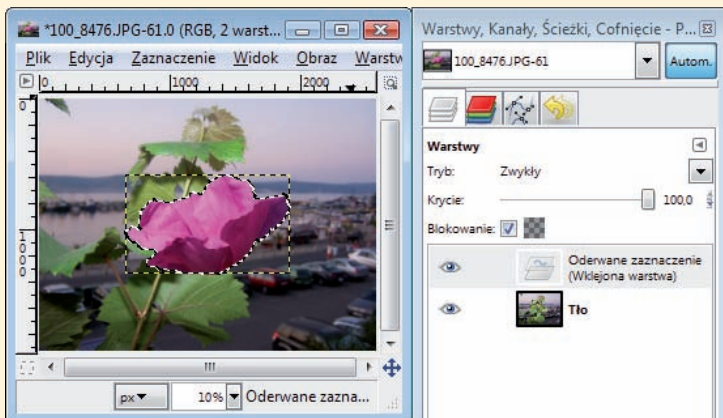 *100_8476.JPG-61.0 (RGB, 2 warst...
Plik Edycja Zaznaczenie Widok Obraz Warstw
0 1000 2000
0
1000
px 10% Oderwane zazna...
Warstwy, Kanały, Ścieżki, Cofnięcie - P...
100_8476.JPG-61 Autom.
Warstwy
Tryb: Zwykły
Krycie: 100,0
Blokowanie:
Oderwane zaznaczenie
(Wklejona warstwa)
Tło